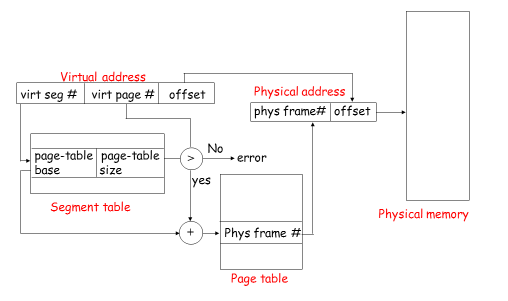 Virtual address
virt seg # virt page # offset
Physical address
phys frame# offset
page-table page-table
base size
> No
error
yes
Segment table
+ Phys frame #
Physical memory
Page table